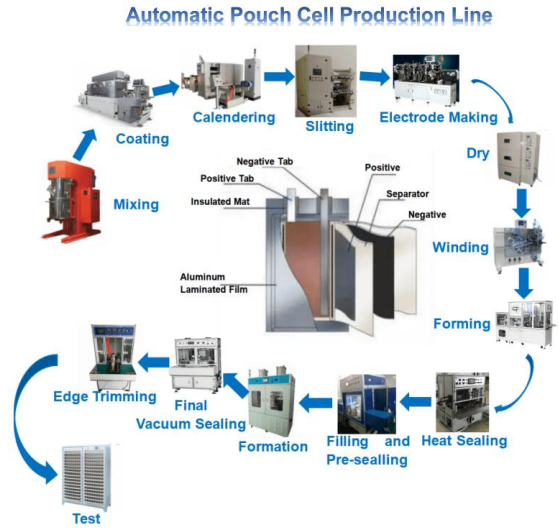 Automatic Pouch Cell Production Line
Coating
Calendering
Slitting
Electrode Making
Dry
Mixing
Negative Tab
Positive Tab
Insulated Mat
Positive
Separator
Negative
Aluminum
Laminated Film
Winding
Forming
Heat Sealing
Filling and
Pre-sealling
Formation
Final
Vacuum Sealing
Edge Trimming
Test